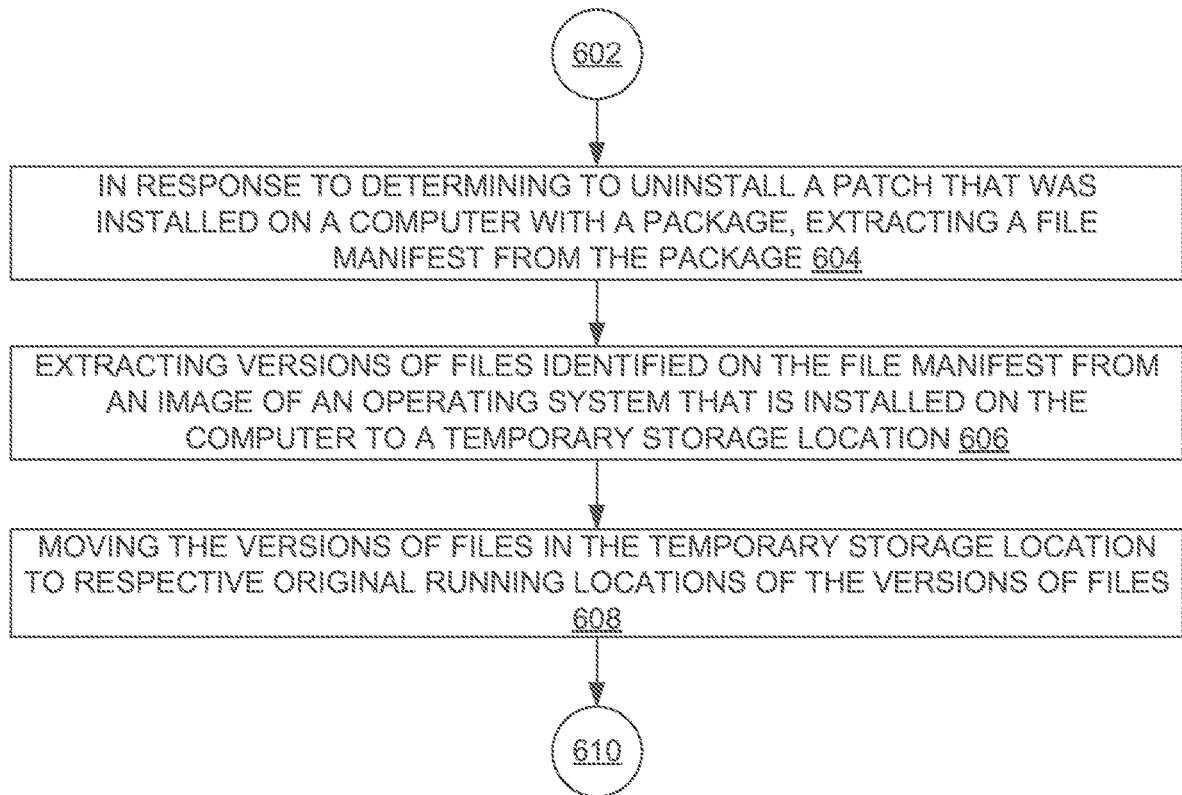 602
IN RESPONSE TO DETERMINING TO UNINSTALL A PATCH THAT WAS
INSTALLED ON A COMPUTER WITH A PACKAGE, EXTRACTING A FILE
MANIFEST FROM THE PACKAGE 604
EXTRACTING VERSIONS OF FILES IDENTIFIED ON THE FILE MANIFEST FROM
AN IMAGE OF AN OPERATING SYSTEM THAT IS INSTALLED ON THE
COMPUTER TO A TEMPORARY STORAGE LOCATION 606
MOVING THE VERSIONS OF FILES IN THE TEMPORARY STORAGE LOCATION
TO RESPECTIVE ORIGINAL RUNNING LOCATIONS OF THE VERSIONS OF FILES
608
610